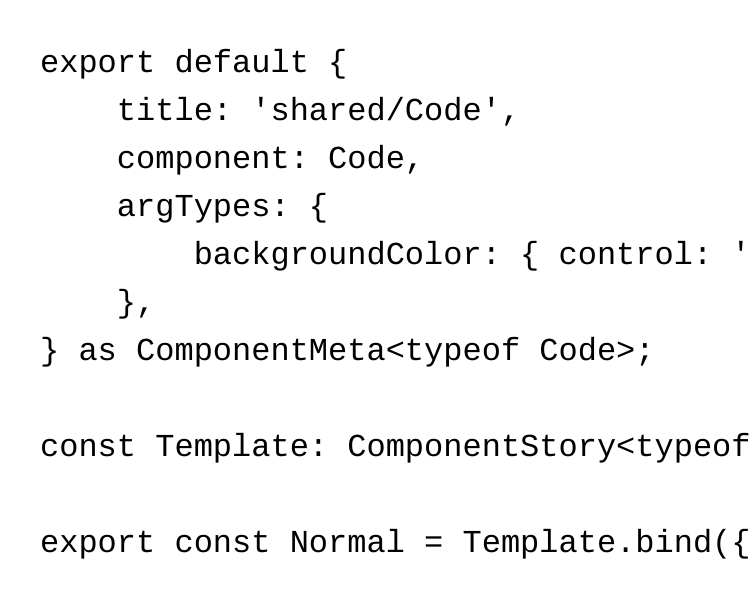 export default {
    title: 'shared/Code',
    component: Code,
    argTypes: {
        backgroundColor: { control: '
    },
} as ComponentMeta<typeof Code>;

const Template: ComponentStory<typeof

export const Normal = Template.bind({